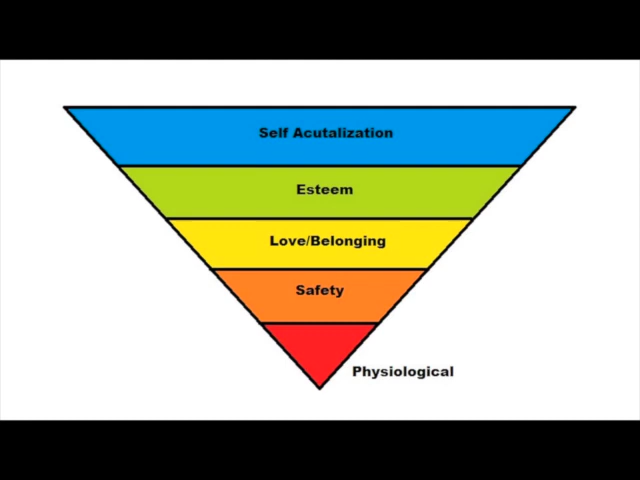 Self Acutalization
Esteem
Love/Belonging
Safety
Physiological